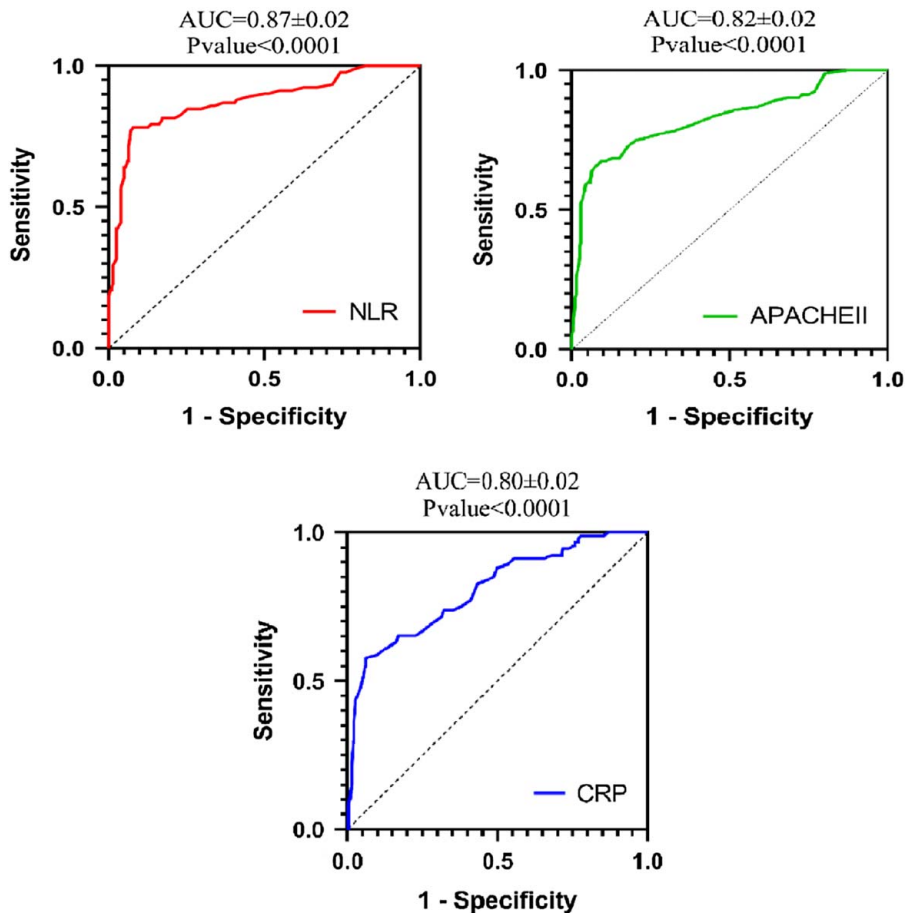 AUC=0.87±0.02
Pvalue<0.0001
1.0
0.5
0.0
Sensitivity
NLR
0.0 0.5 1.0
1 - Specificity
AUC=0.82±0.02
Pvalue<0.0001
1.0
0.5
0.0
Sensitivity
APACHEII
0.0 0.5 1.0
1 - Specificity
AUC=0.80±0.02
Pvalue<0.0001
1.0
0.5
0.0
Sensitivity
CRP
0.0 0.5 1.0
1 - Specificity